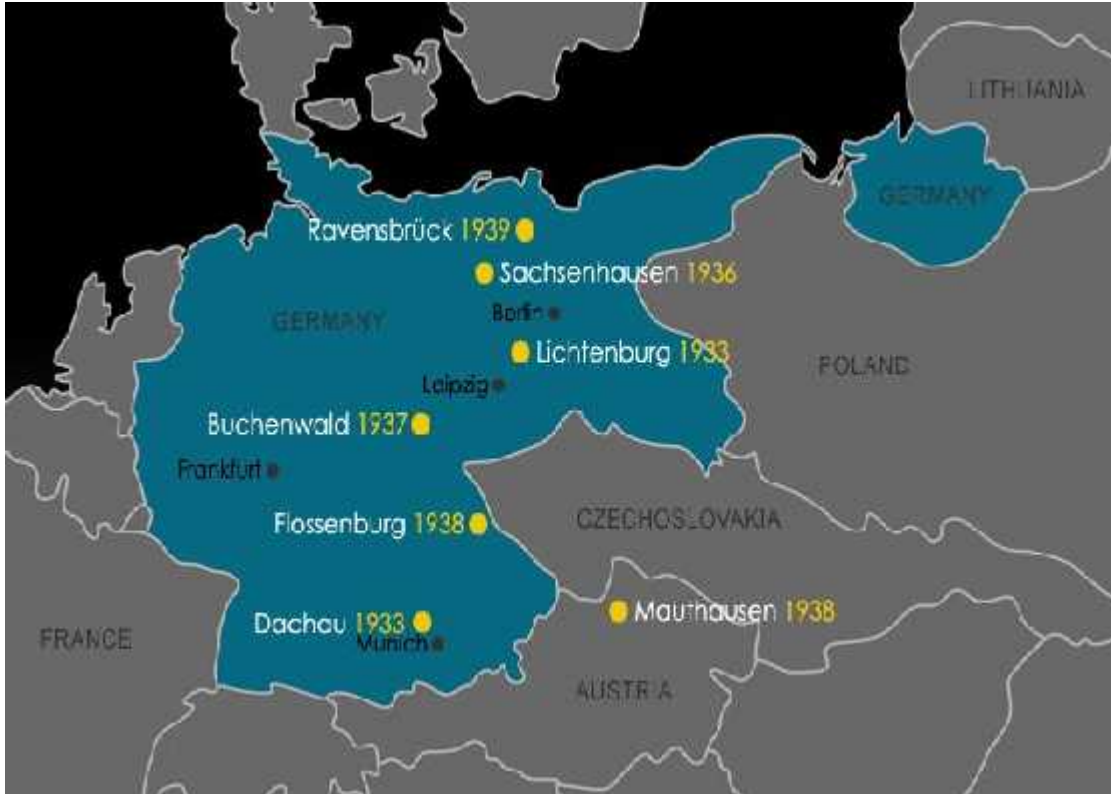 LITHUANIA
GERMANY
Ravensbrück 1939
Sachsenhausen 1936
Berlin
GERMANY
Lichtenburg 1933
POLAND
Leipzig
Buchenwald 1937
Frankfurt
Flossenburg 1938
CZECHOSLOVAKIA
Mauthausen 1938
Dachau 1933
Munich
FRANCE
AUSTRIA